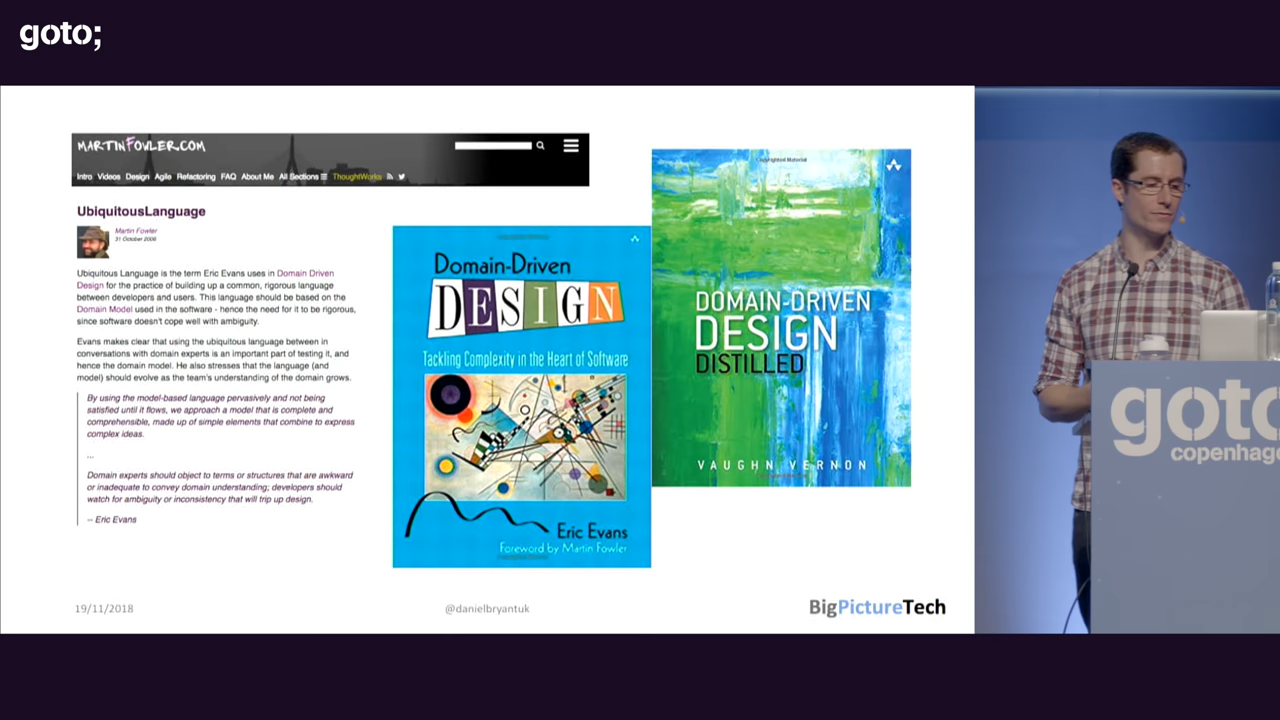 goto;
MARTINFOWLER.COM
Intro Videos Design Agile Refactoring FAQ About Me All Sections ThoughtWorks
UbiquitousLanguage
Martin Fowler
31 October 2006
Ubiquitous Language is the term Eric Evans uses in Domain Driven
Design for the practice of building up a common, rigorous language
between developers and users. This language should be based on the
Domain Model used in the software - hence the need for it to be rigorous,
since software doesn't cope well with ambiguity.
Evans makes clear that using the ubiquitous language between in
conversations with domain experts is an important part of testing it, and
hence the domain model. He also stresses that the language (and
model) should evolve as the team's understanding of the domain grows.
By using the model-based language pervasively and not being
satisfied until it flows, we approach a model that is complete and
comprehensible, made up of simple elements that combine to express
complex ideas.
...
Domain experts should object to terms or structures that are awkward
or inadequate to convey domain understanding; developers should
watch for ambiguity or inconsistency that will trip up design.
-- Eric Evans
Domain-Driven
DESIGN
Tackling Complexity in the Heart of Software
Eric Evans
Foreword by Martin Fowler
Copyrighted Material
DOMAIN-DRIVEN
DESIGN
DISTILLED
VAUGHN VERNON
19/11/2018
@danielbryantuk
BigPictureTech
goto
copenhage